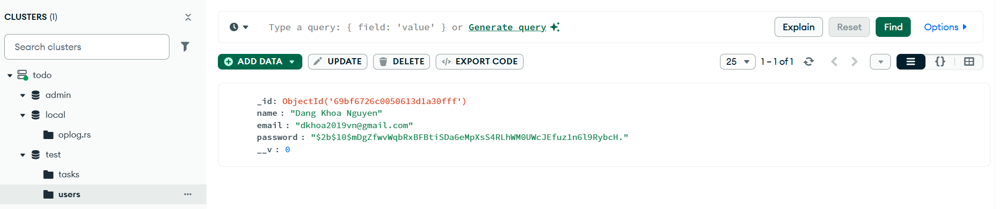 CLUSTERS (1)
Search clusters
todo
admin
local
oplog.rs
test
tasks
users
Type a query: { field: 'value' } or Generate query
Explain
Reset
Find
Options
ADD DATA
UPDATE
DELETE
EXPORT CODE
25
1 – 1 of 1
{}
_id: ObjectId('69bf6726c0050613d1a30fff')
name : "Dang Khoa Nguyen"
email : "dkhoa2019vn@gmail.com"
password : "$2b$10$mDgZfwvWqbRxBFBtiSDa6eMpXsS4RLhWM0UWcJEfuz1n6l9RybcH."
__v : 0